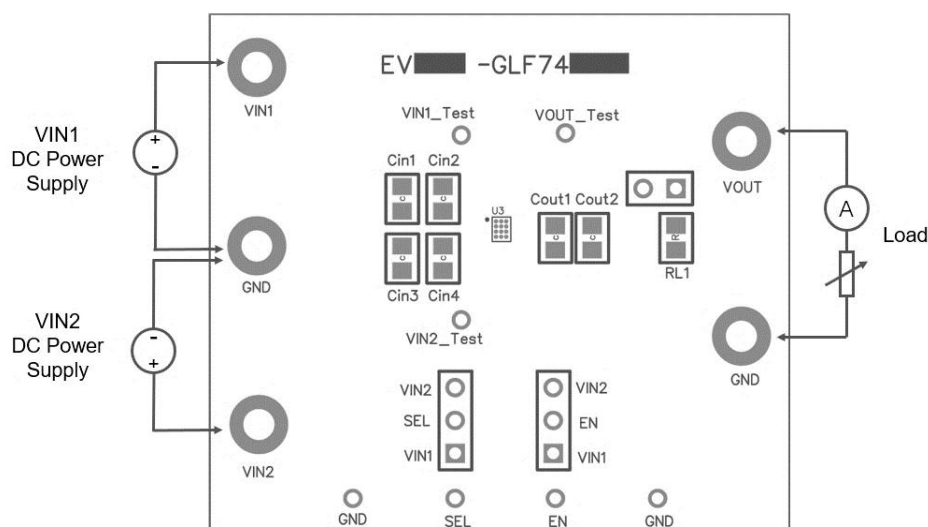 EV -GLF74
VIN1
VIN1_Test
VOUT_Test
VIN1
DC Power
Supply
+
-
Cin1 Cin2
C C
U3
Cout1 Cout2
C C
R
RL1
VOUT
A
Load
GND
C C
Cin3 Cin4
VIN2
DC Power
Supply
-
+
VIN2_Test
GND
VIN2
SEL
VIN1
VIN2
EN
VIN1
VIN2
GND
SEL
EN
GND